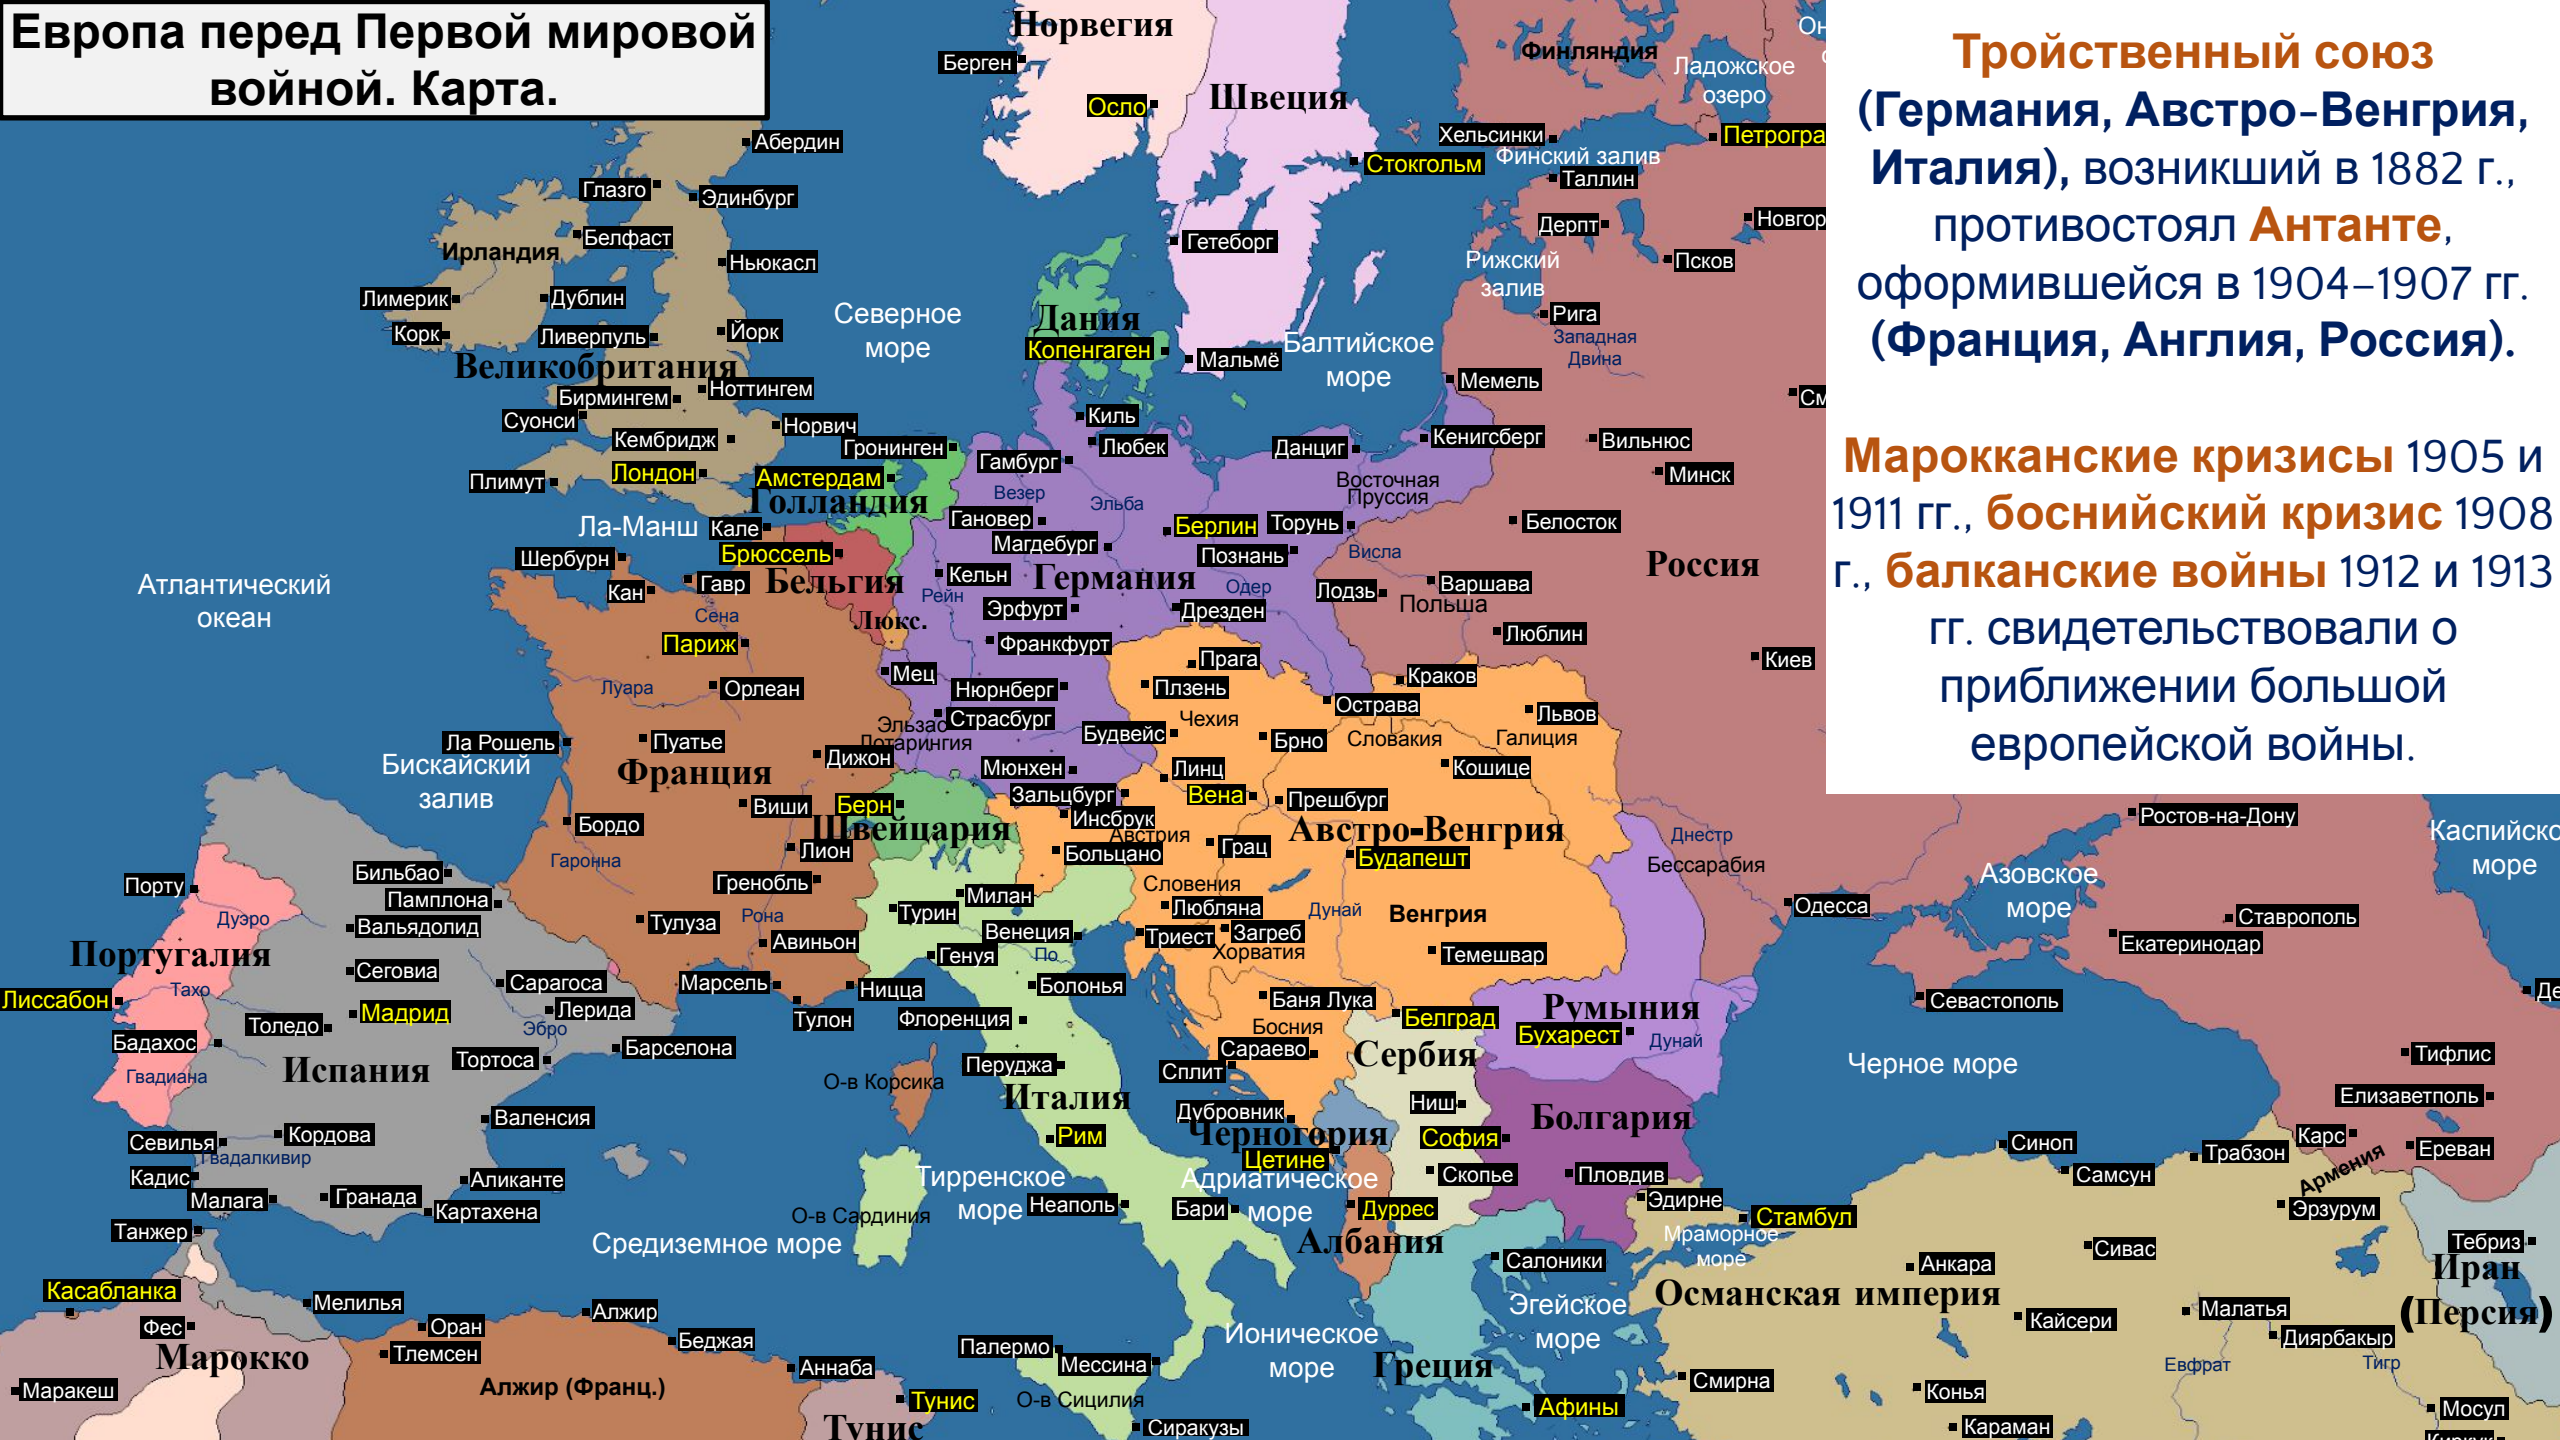 Европа перед Первой мировой
войной. Карта.
Тройственный союз
(Германия, Австро-Венгрия,
Италия), возникший в 1882 г.,
противостоял Антанте,
оформившейся в 1904–1907 гг.
(Франция, Англия, Россия).
Марокканские кризисы 1905 и
1911 гг., боснийский кризис 1908
г., балканские войны 1912 и 1913
гг. свидетельствовали о
приближении большой
европейской войны.
Норвегия
Берген
Осло
Швеция
Стокгольм
Гетеборг
Мальмё
Финляндия
Ладожское
озеро
Хельсинки
Финский залив
Таллин
Дерпт
Псков
Рижский
залив
Рига
Западная
Двина
Абердин
Глазго
Эдинбург
Белфаст
Ирландия
Ньюкасл
Лимерик
Дублин
Корк
Ливерпуль
Йорк
Великобритания
Ноттингем
Бирмингем
Суонси
Норвич
Кембридж
Лондон
Плимут
Северное
море
Дания
Копенгаген
Балтийское
море
Мемель
Киль
Любек
Гронинген
Гамбург
Данциг
Кенигсберг
Вильнюс
Минск
Амстердам
Голландия
Везер
Эльба
Восточная
Пруссия
Ла-Манш
Кале
Гановер
Берлин
Торунь
Белосток
Брюссель
Магдебург
Познань
Висла
Россия
Шербурн
Бельгия
Кельн
Германия
Кан
Гавр
Рейн
Одер
Лодзь
Варшава
Польша
Атлантический
океан
Сена
Люкс.
Эрфурт
Дрезден
Люблин
Париж
Франкфурт
Прага
Киев
Мец
Краков
Луара
Орлеан
Нюрнберг
Плзень
Острава
Эльзас
Лотарингия
Страсбург
Чехия
Львов
Ла Рошель
Пуатье
Будвейс
Брно
Словакия
Галиция
Дижон
Бискайский
залив
Франция
Мюнхен
Линц
Кошице
Виши
Берн
Зальцбург
Вена
Прешбург
Бордо
Швейцария
Инсбрук
Австрия
Австро-Венгрия
Днестр
Гаронна
Лион
Больцано
Грац
Будапешт
Бессарабия
Ростов-на-Дону
Азовское
море
Порту
Бильбао
Памплона
Гренобль
Милан
Словения
Дуэро
Вальядолид
Тулуза
Рона
Турин
Любляна
Дунай
Венгрия
Одесса
Ставрополь
Екатеринодар
Португалия
Авиньон
Венеция
Триест
Загреб
Хорватия
Генуя
По
Темешвар
Сеговия
Сарагоса
Марсель
Ницца
Болонья
Тахо
Лиссабон
Мадрид
Лерида
Тулон
Флоренция
Баня Лука
Босния
Белград
Румыния
Бухарест
Дунай
Севастополь
Толедо
Эбро
Бадахос
Барселона
Тортоса
Испания
Гвадиана
Перуджа
Сараево
Сплит
Сербия
Черное море
Тифлис
О-в Корсика
Италия
Елизаветполь
Валенсия
Дубровник
Ниш
Болгария
Севилья
Кордова
Рим
Черногория
София
Цетине
Синоп
Карс
Ереван
Трабзон
Армения
Кадис
Аликанте
Малага
Гранада
Картахена
Тирренское
море
Неаполь
Адриатическое
море
Бари
Скопье
Пловдив
Самсун
Дуррес
Эдирне
Стамбул
Эрзурум
О-в Сардиния
Танжер
Средиземное море
Албания
Мраморное
море
Салоники
Сивас
Тебриз
Анкара
Иран
(Персия)
Касабланка
Мелилья
Алжир
Османская империя
Эгейское
море
Малатья
Фес
Оран
Беджая
Кайсери
Диярбакыр
Марокко
Тлемсен
Палермо
Мессина
Ионическое
море
Греция
Евфрат
Тигр
Аннаба
Маракеш
Алжир (Франц.)
Тунис
Тунис
О-в Сицилия
Смирна
Конья
Афины
Мосул
Сиракузы
Караман